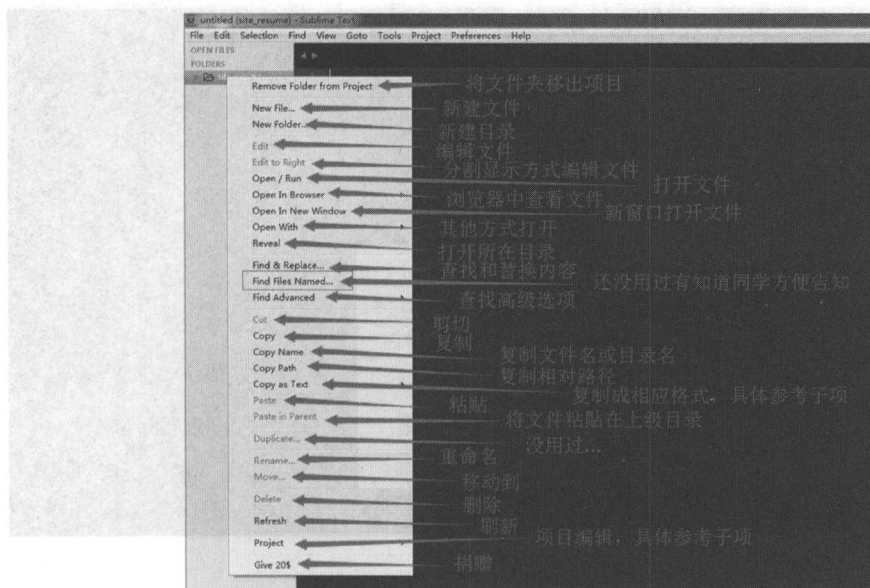 untitled (site_resume) - Sublime Text
File Edit Selection Find View Goto Tools Project Preferences Help
OPEN FILES
FOLDERS
Remove Folder from Project 将文件夹移出项目
New File... 新建文件
New Folder... 新建目录
Edit 编辑文件
Edit to Right 分割显示方式编辑文件
Open / Run 打开文件
Open In Browser 浏览器中查看文件
Open In New Window 新窗口打开文件
Open With 其他方式打开
Reveal 打开所在目录
Find & Replace... 查找和替换内容
Find Files Named... 还没用过有知道同学方便告知
Find Advanced 查找高级选项
Cut 剪切
Copy 复制
Copy Name 复制文件名或目录名
Copy Path 复制相对路径
Copy as Text 复制成相应格式，具体参考子项
Paste 粘贴
Paste in Parent 将文件粘贴在上级目录
Duplicate... 没用过...
Rename... 重命名
Move... 移动到
Delete 删除
Refresh 刷新
Project 项目编辑，具体参考子项
Give 20$ 捐赠